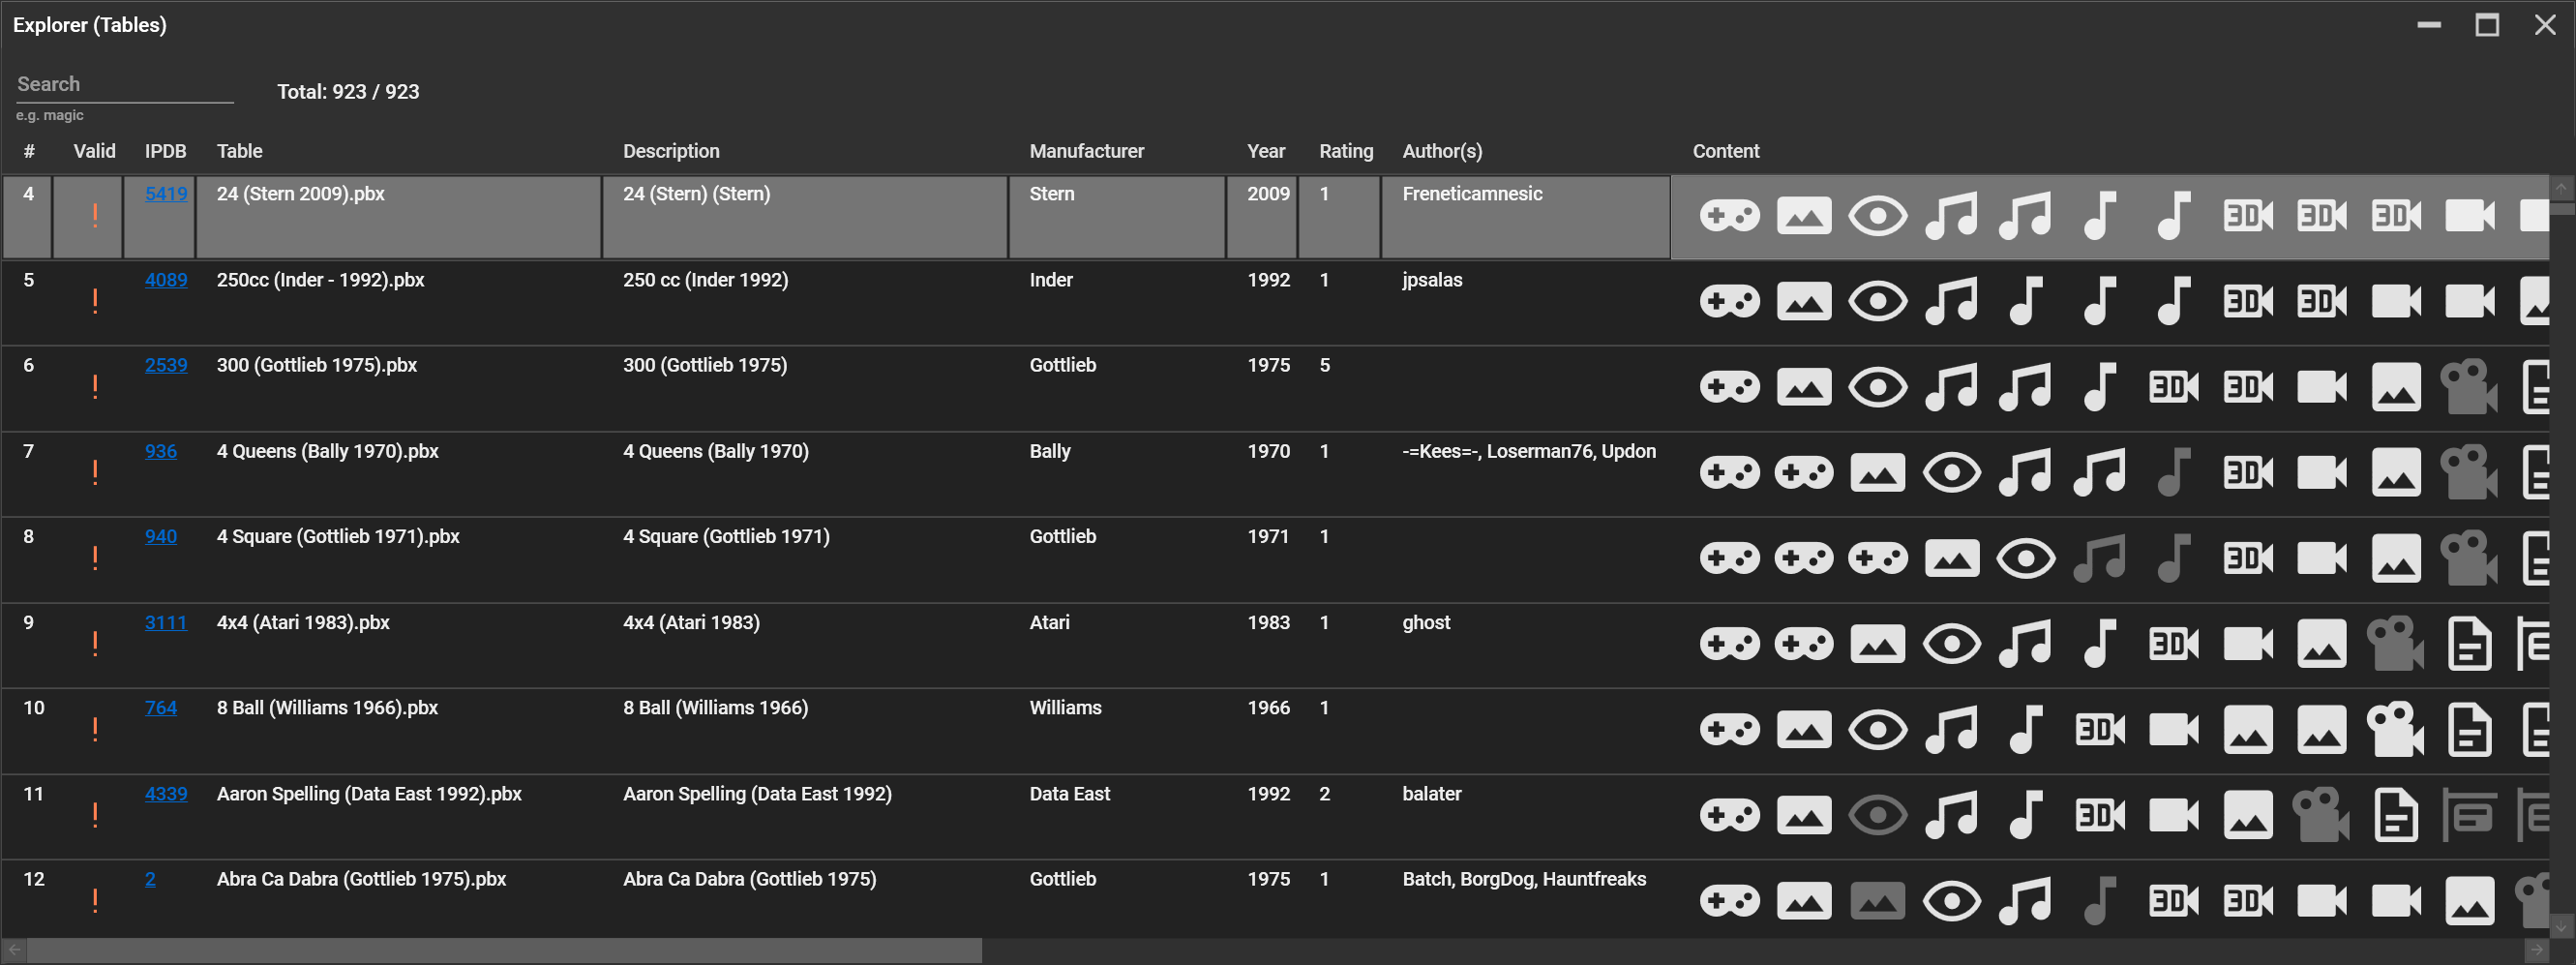 Explorer (Tables)
Search
Total: 923 / 923
e.g. magic
# Valid IPDB Table Description Manufacturer Year Rating Author(s) Content
4 ! 5419 24 (Stern 2009).pbx 24 (Stern) (Stern) Stern 2009 1 Freneticamnesic 3D 3D 3D
5 ! 4089 250cc (Inder - 1992).pbx 250 cc (Inder 1992) Inder 1992 1 jpsalas 3D 3D
6 ! 2539 300 (Gottlieb 1975).pbx 300 (Gottlieb 1975) Gottlieb 1975 5 3D 3D
7 ! 936 4 Queens (Bally 1970).pbx 4 Queens (Bally 1970) Bally 1970 1 -=Kees=-, Loserman76, Updon 3D
8 ! 940 4 Square (Gottlieb 1971).pbx 4 Square (Gottlieb 1971) Gottlieb 1971 1 3D
9 ! 3111 4x4 (Atari 1983).pbx 4x4 (Atari 1983) Atari 1983 1 ghost 3D
10 ! 764 8 Ball (Williams 1966).pbx 8 Ball (Williams 1966) Williams 1966 1 3D
11 ! 4339 Aaron Spelling (Data East 1992).pbx Aaron Spelling (Data East 1992) Data East 1992 2 balater 3D
12 ! 2 Abra Ca Dabra (Gottlieb 1975).pbx Abra Ca Dabra (Gottlieb 1975) Gottlieb 1975 1 Batch, BorgDog, Hauntfreaks 3D 3D